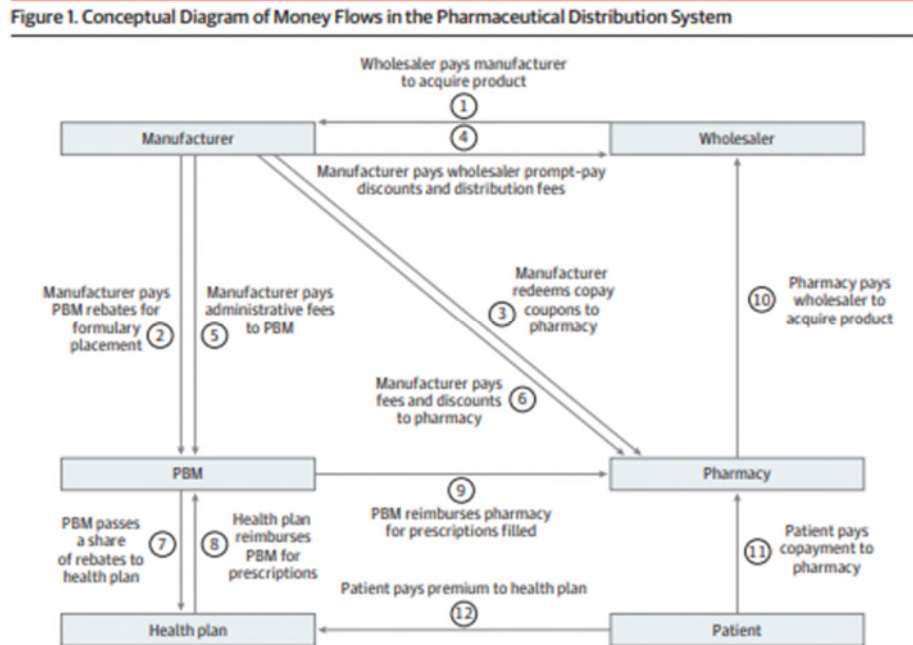 Figure 1. Conceptual Diagram of Money Flows in the Pharmaceutical Distribution System
Wholesaler pays manufacturer
to acquire product
1
Manufacturer
4
Wholesaler
Manufacturer pays wholesaler prompt-pay
discounts and distribution fees
Manufacturer pays
PBM rebates for
formulary
placement
2
Manufacturer pays
administrative fees
to PBM
5
Manufacturer
redeems copay
coupons to
pharmacy
3
Pharmacy pays
wholesaler to
acquire product
10
Manufacturer pays
fees and discounts
to pharmacy
6
PBM
Pharmacy
9
PBM reimburses pharmacy
for prescriptions filled
PBM passes
a share
of rebates to
health plan
7
Health plan
reimburses
PBM for
prescriptions
8
Patient pays
copayment to
pharmacy
11
Patient pays premium to health plan
12
Health plan
Patient